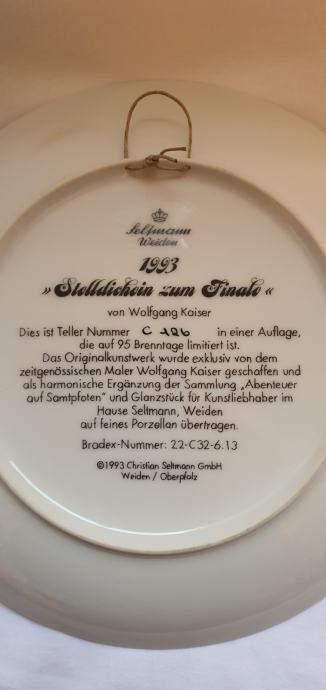 Seltmann
Weiden
1993
» Stelldichein zum Finale «
von Wolfgang Kaiser
Dies ist Teller Nummer C 126 in einer Auflage,
die auf 95 Brenntage limitiert ist.
Das Originalkunstwerk wurde exklusiv von dem
zeitgenössischen Maler Wolfgang Kaiser geschaffen und
als harmonische Ergänzung der Sammlung „Abenteuer
auf Samtpfoten" und Glanzstück für Kunstliebhaber im
Hause Seltmann, Weiden
auf feines Porzellan übertragen.
Bradex-Nummer: 22-C32-6.13
©1993 Christian Seltmann GmbH
Weiden / Oberpfalz